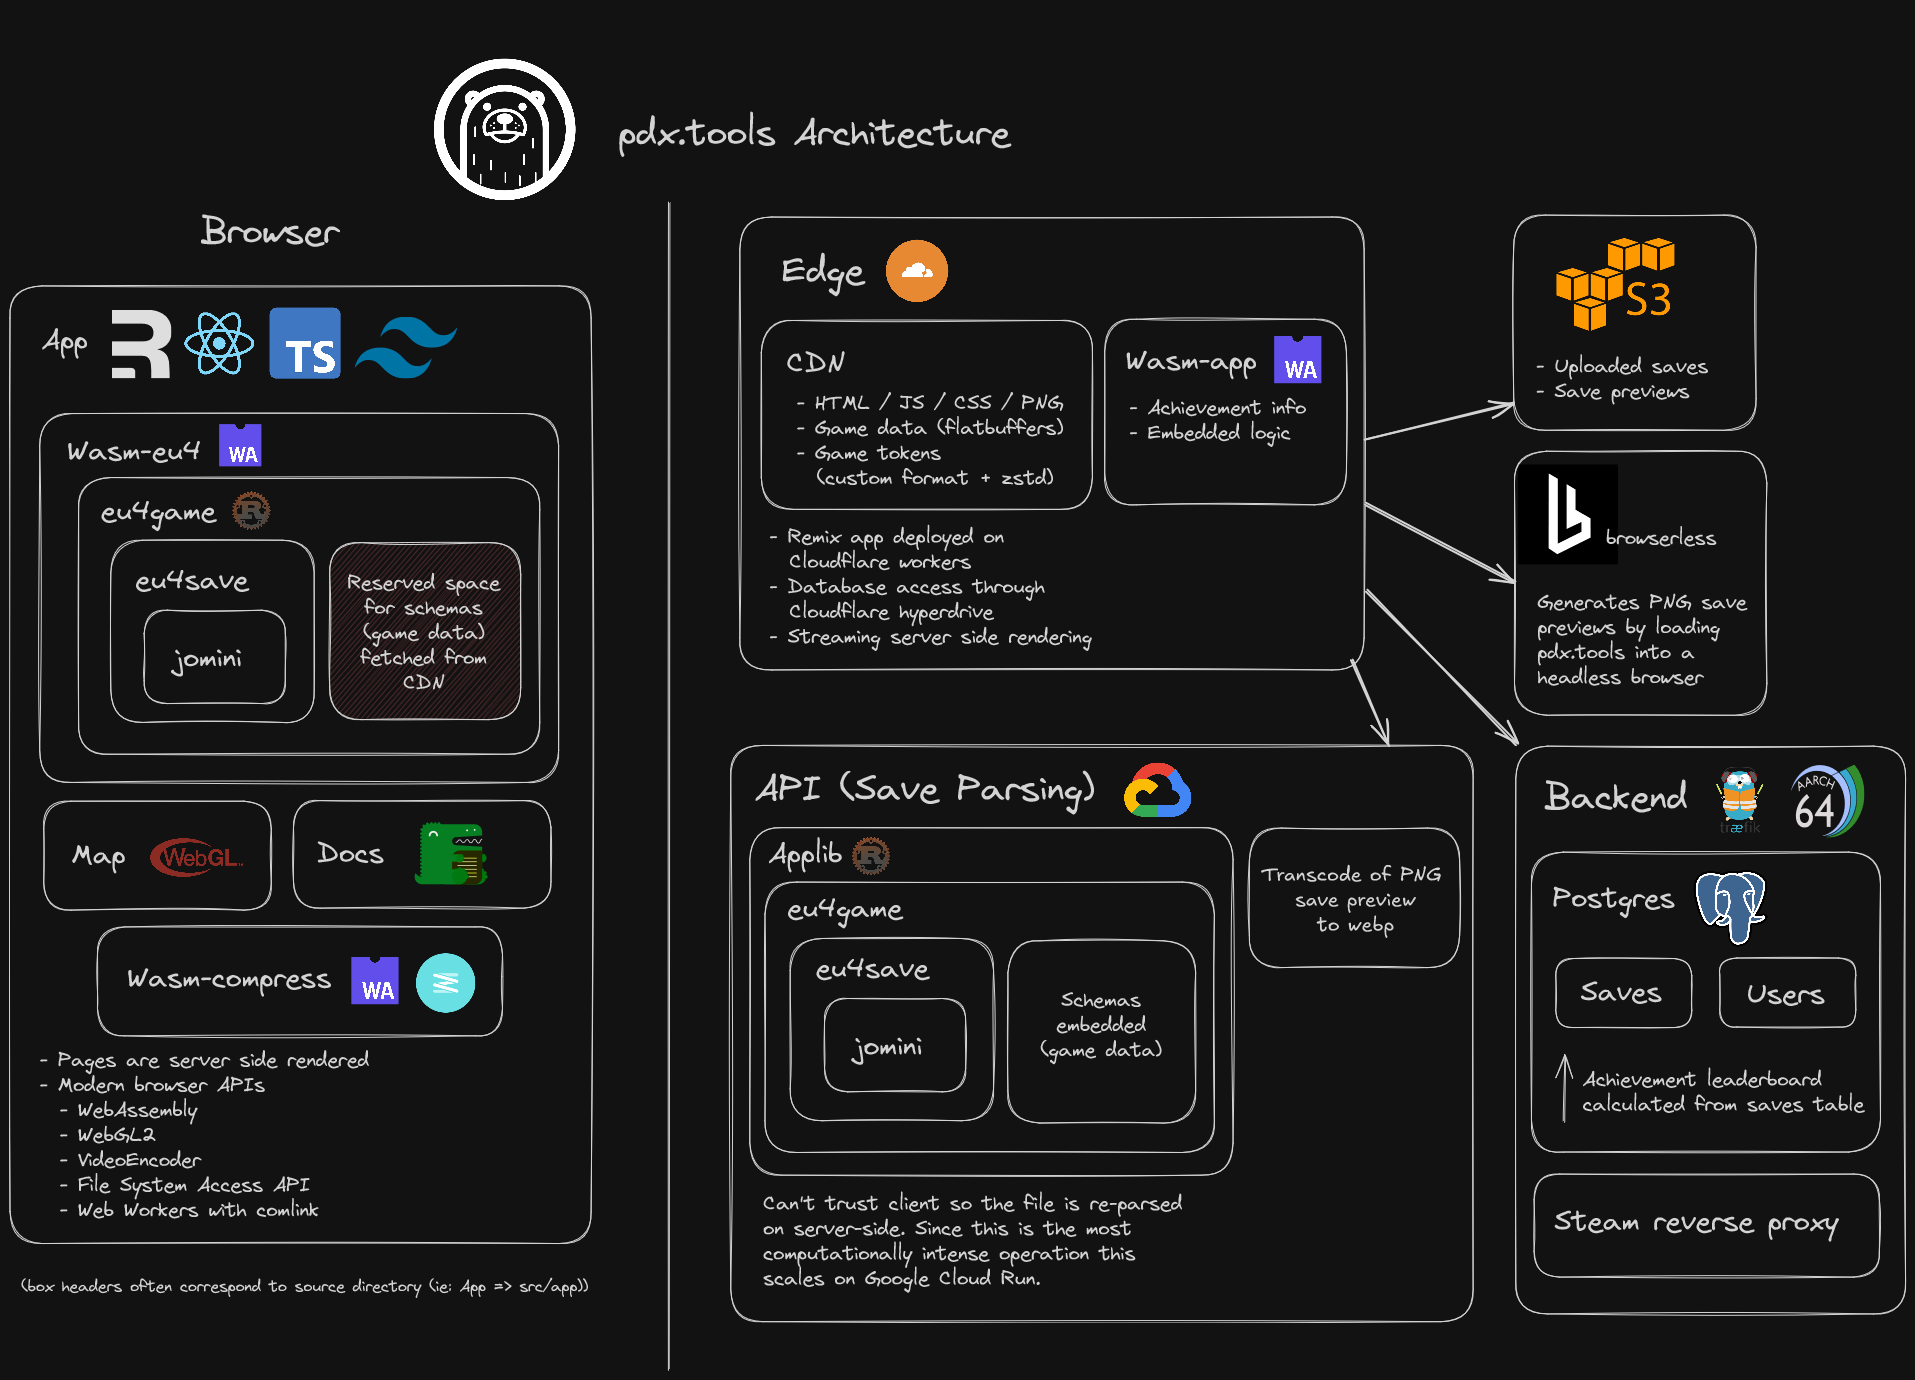 pdx.tools Architecture
Browser
App
TS
Wasm-eu4
WA
eu4game
R
eu4save
jomini
Reserved space
for schemas
(game data)
fetched from
CDN
Map
WebGL
Docs
Wasm-compress
WA
- Pages are server side rendered
- Modern browser APIs
- WebAssembly
- WebGL2
- VideoEncoder
- File System Access API
- Web Workers with comlink
(box headers often correspond to source directory (ie: App => src/app))
Edge
CDN
- HTML / JS / CSS / PNG
- Game data (flatbuffers)
- Game tokens
(custom format + zstd)
Wasm-app
WA
- Achievement info
- Embedded logic
- Remix app deployed on
Cloudflare workers
- Database access through
Cloudflare hyperdrive
- Streaming server side rendering
S3
- Uploaded saves
- Save previews
browserless
Generates PNG save
previews by loading
pdx.tools into a
headless browser
API (Save Parsing)
Applib
R
eu4game
eu4save
jomini
Schemas
embedded
(game data)
Transcode of PNG
save preview
to webp
Can't trust client so the file is re-parsed
on server-side. Since this is the most
computationally intense operation this
scales on Google Cloud Run.
Backend
træfik
AARCH
64
Postgres
Saves
Users
Achievement leaderboard
calculated from saves table
Steam reverse proxy